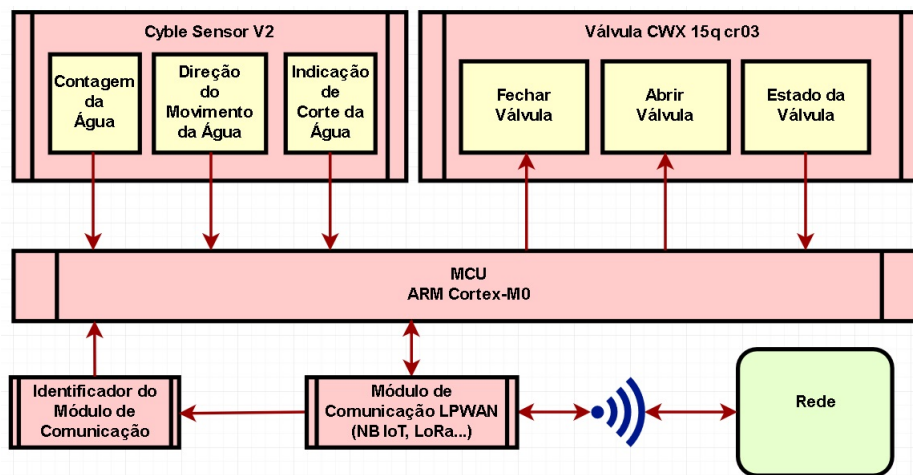 Cyble Sensor V2
Contagem
da
Água
Direção
do
Movimento
da Água
Indicação
de
Corte da
Água
Válvula CWX 15q cr03
Fechar
Válvula
Abrir
Válvula
Estado da
Válvula
MCU
ARM Cortex-M0
Identificador do
Módulo de
Comunicação
Módulo de
Comunicação LPWAN
(NB IoT, LoRa...)
Rede